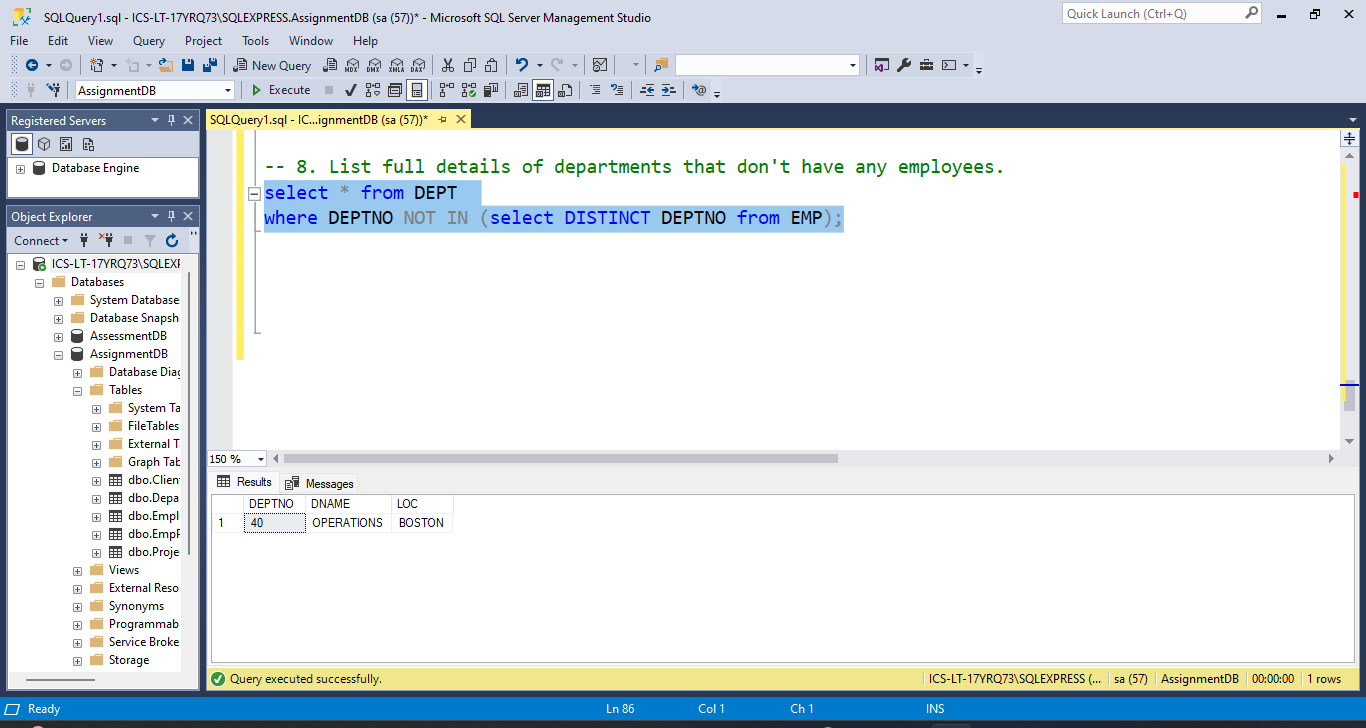 SQLQuery1.sql - ICS-LT-17YRQ73\SQLEXPRESS.AssignmentDB (sa (57))* - Microsoft SQL Server Management Studio
Quick Launch (Ctrl+Q)
File Edit View Query Project Tools Window Help
New Query MDX DMX XMLA DAX
AssignmentDB Execute
Registered Servers
SQLQuery1.sql - IC...ignmentDB (sa (57))*
Database Engine
-- 8. List full details of departments that don't have any employees.
select * from DEPT
where DEPTNO NOT IN (select DISTINCT DEPTNO from EMP);
Object Explorer
Connect
ICS-LT-17YRQ73\SQLEXF
Databases
System Database
Database Snapsh
AssessmentDB
AssignmentDB
Database Diag
Tables
System Ta
FileTables
External T
Graph Tab
dbo.Clien
dbo.Depa
dbo.Empl
dbo.EmpF
dbo.Proje
Views
External Reso
Synonyms
Programmab
Service Broke
Storage
150 %
Results Messages
DEPTNO DNAME LOC
1 40 OPERATIONS BOSTON
Query executed successfully.
ICS-LT-17YRQ73\SQLEXPRESS (... sa (57) AssignmentDB 00:00:00 1 rows
Ready Ln 86 Col 1 Ch 1 INS